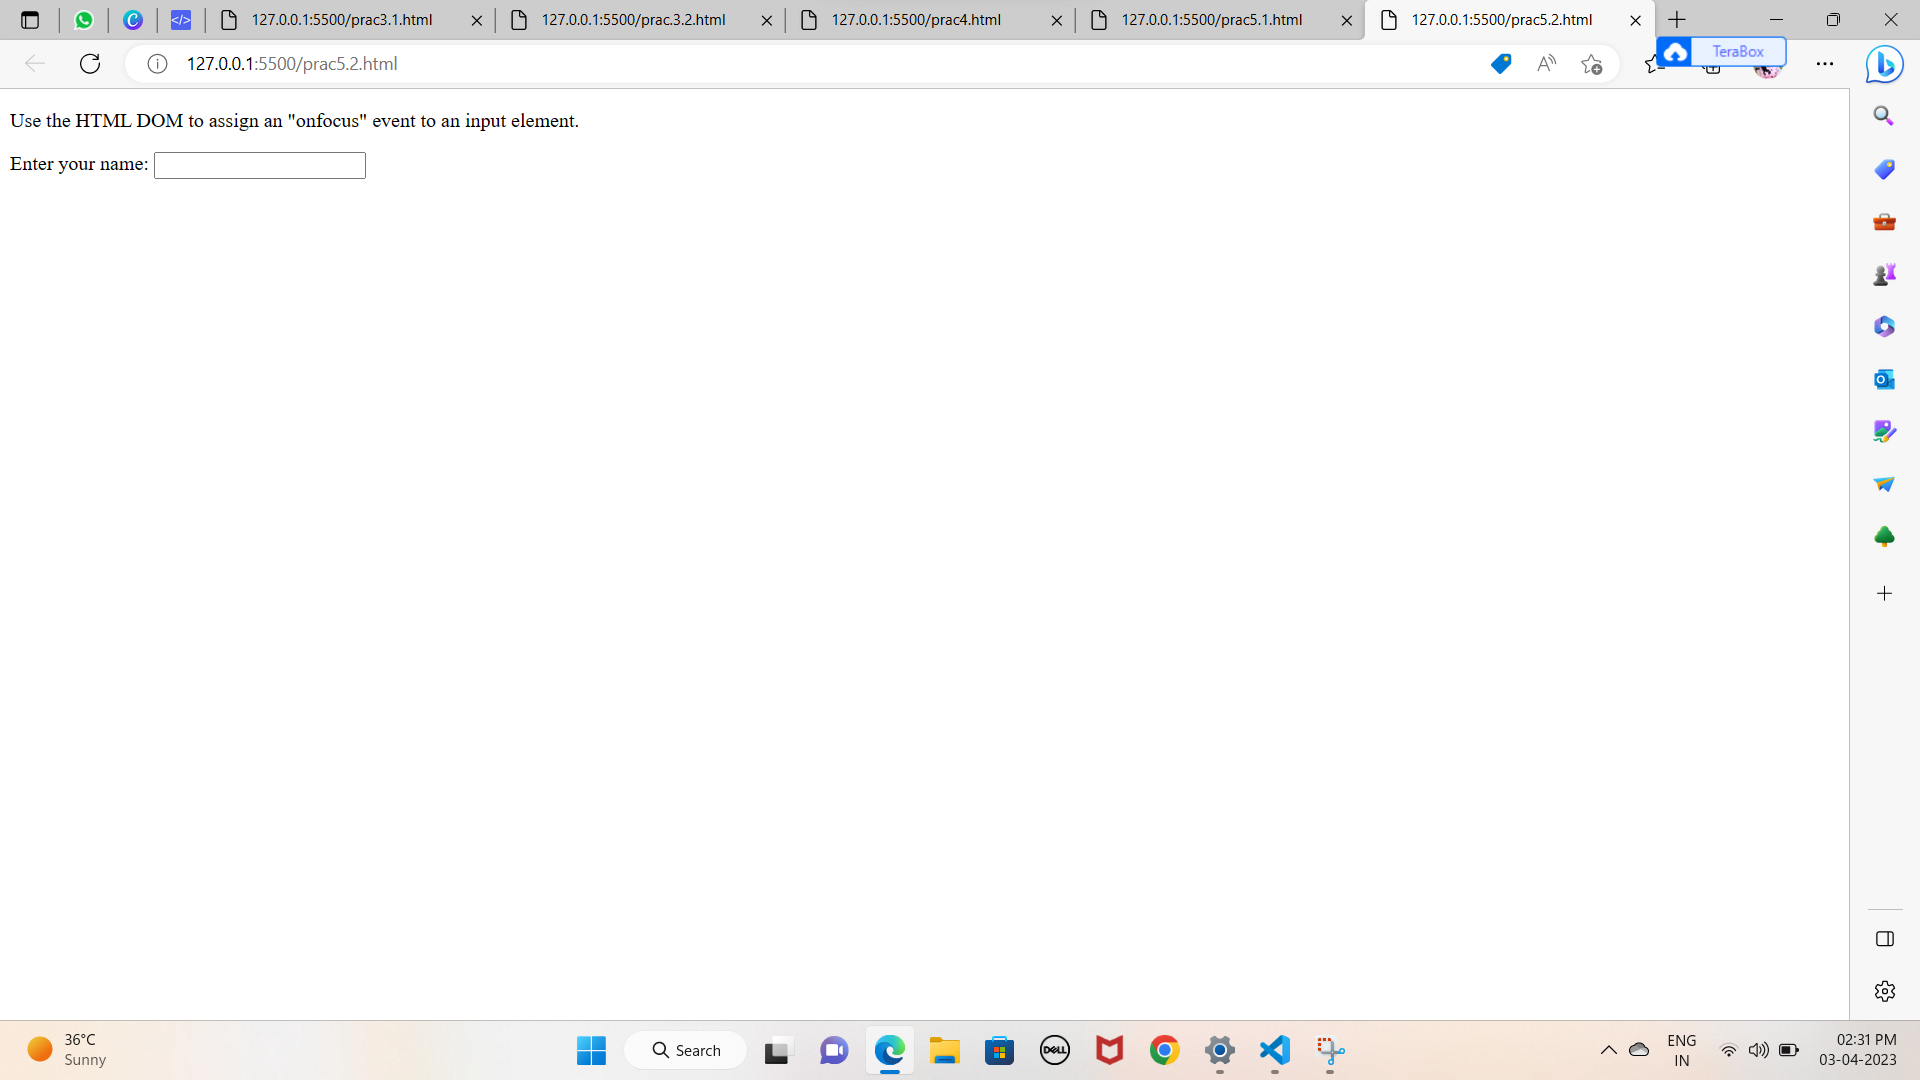 127.0.0.1:5500/prac3.1.html
127.0.0.1:5500/prac.3.2.html
127.0.0.1:5500/prac4.html
127.0.0.1:5500/prac5.1.html
127.0.0.1:5500/prac5.2.html
TeraBox
127.0.0.1:5500/prac5.2.html
Use the HTML DOM to assign an "onfocus" event to an input element.
Enter your name:
36°C
Sunny
Search
DELL
ENG
IN
02:31 PM
03-04-2023